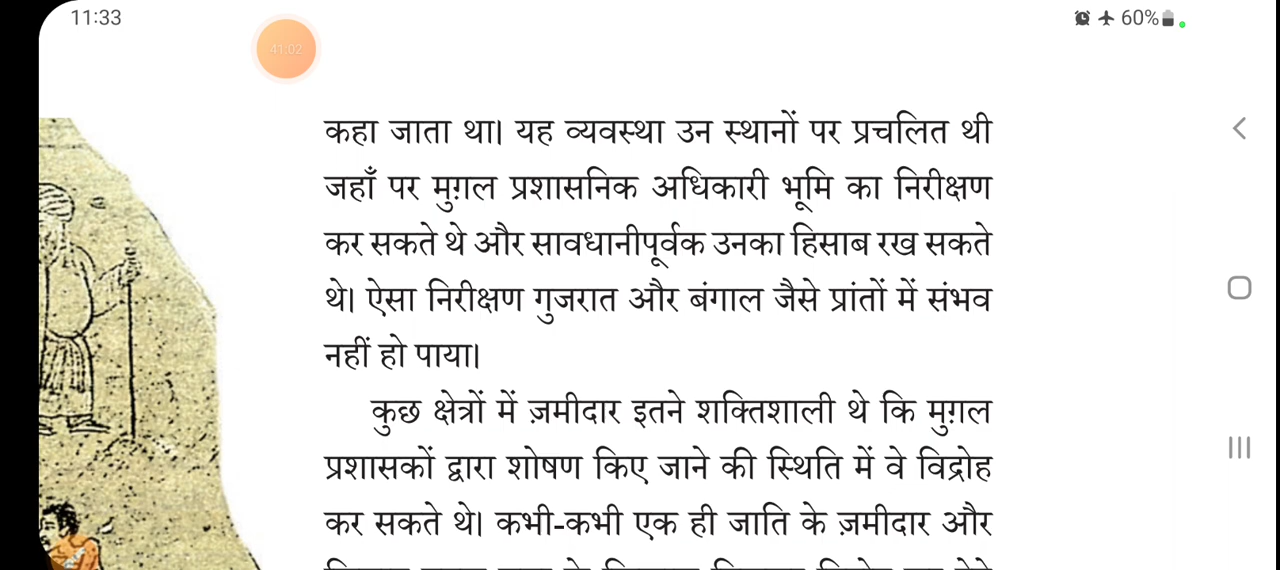 11:33
60%
41:02
कहा जाता था। यह व्यवस्था उन स्थानों पर प्रचलित थी
जहाँ पर मुग़ल प्रशासनिक अधिकारी भूमि का निरीक्षण
कर सकते थे और सावधानीपूर्वक उनका हिसाब रख सकते
थे। ऐसा निरीक्षण गुजरात और बंगाल जैसे प्रांतों में संभव
नहीं हो पाया।
कुछ क्षेत्रों में ज़मीदार इतने शक्तिशाली थे कि मुग़ल
प्रशासकों द्वारा शोषण किए जाने की स्थिति में वे विद्रोह
कर सकते थे। कभी-कभी एक ही जाति के ज़मीदार और